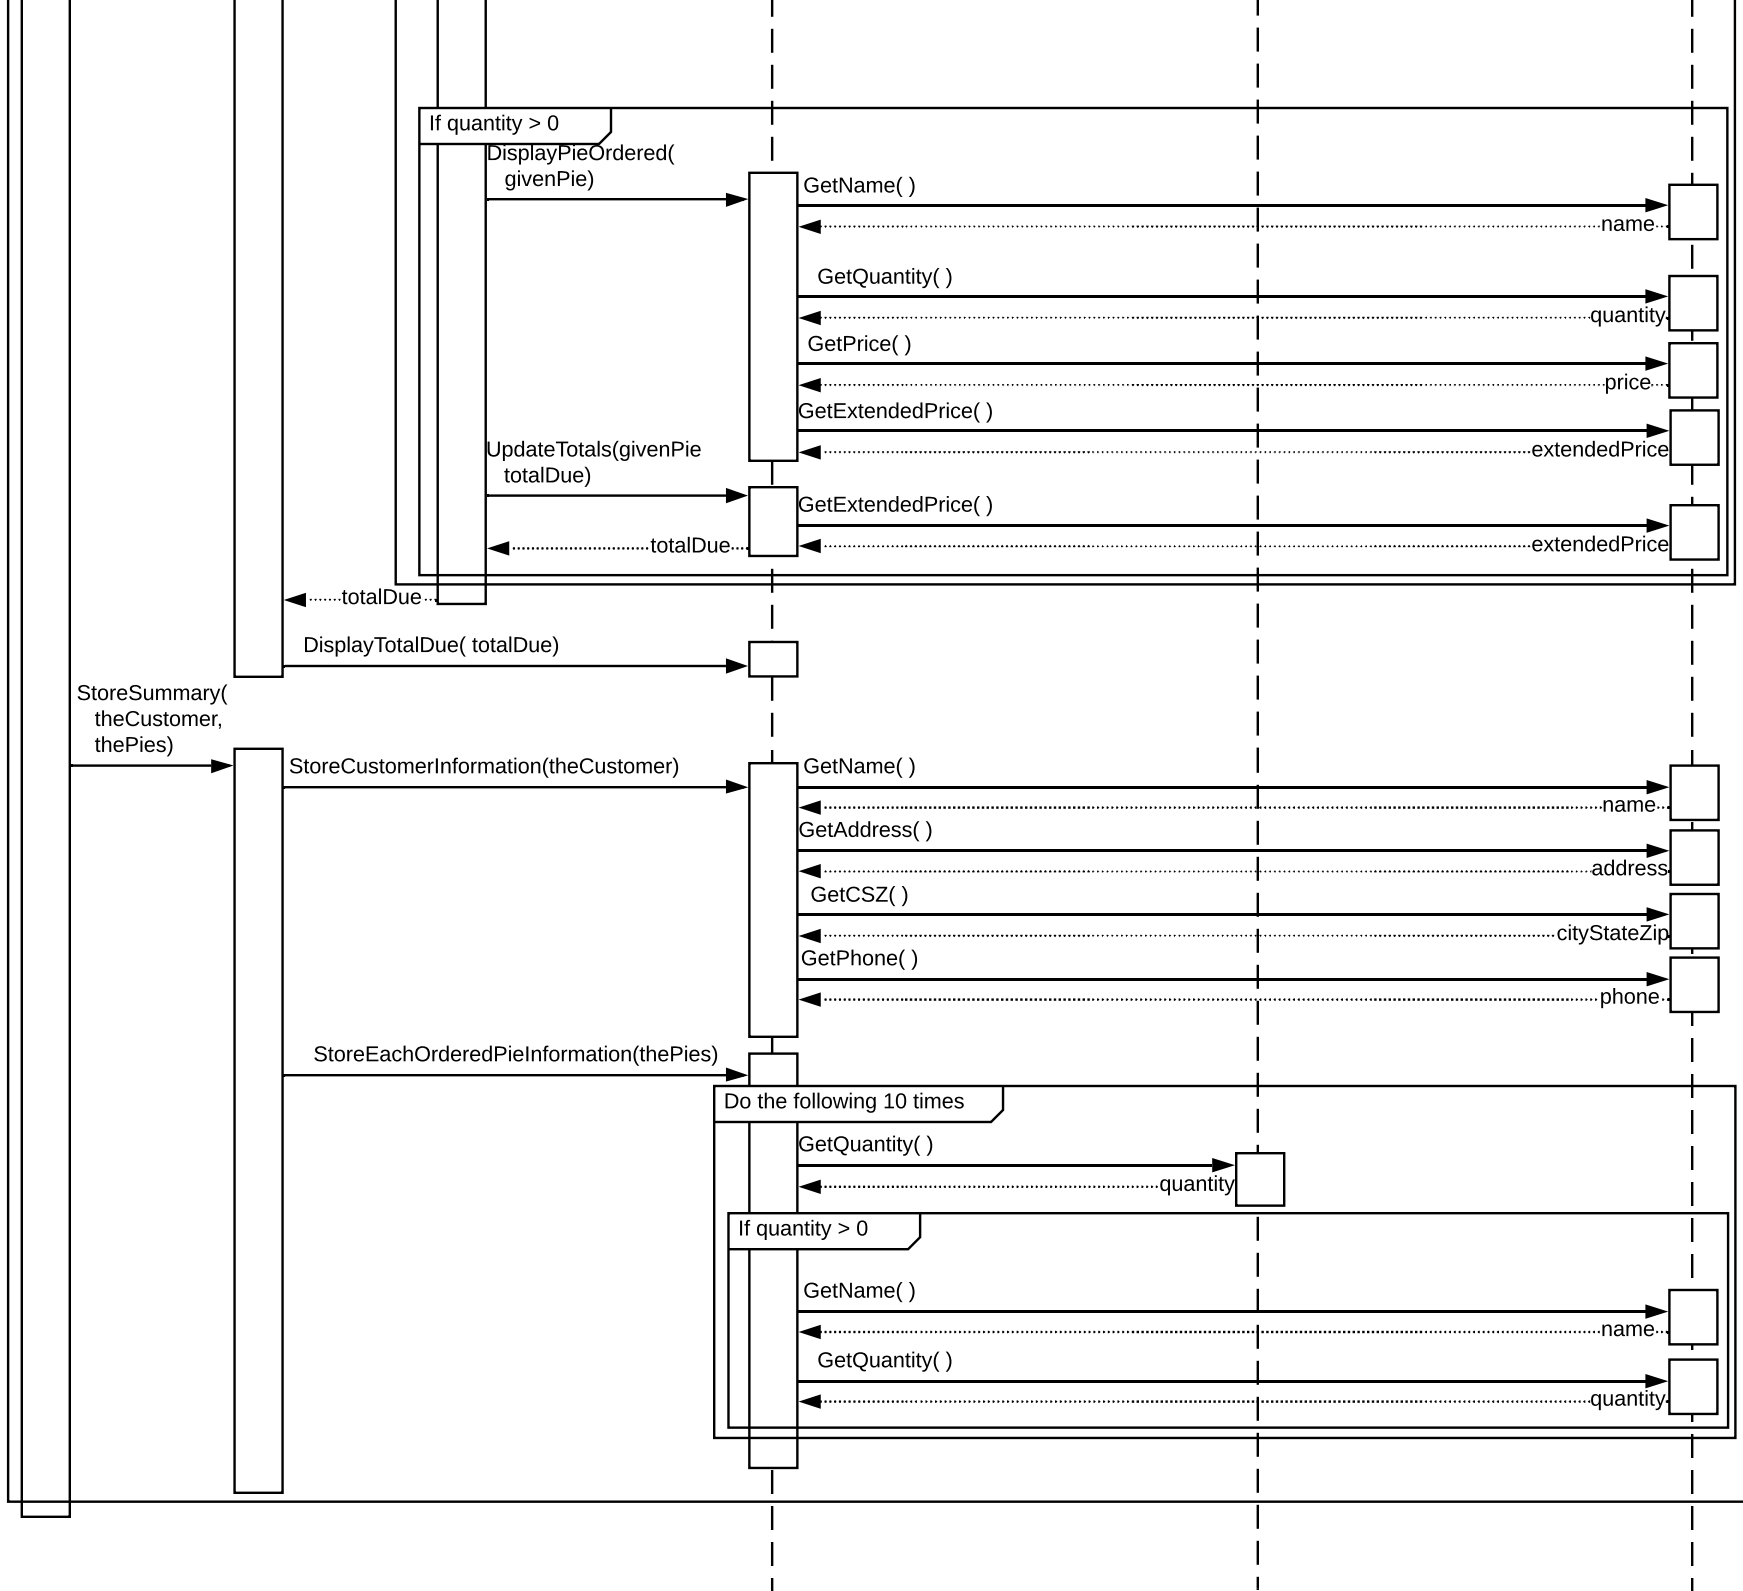 If quantity > 0
DisplayPieOrdered(
givenPie)
GetName( )
name
GetQuantity( )
quantity
GetPrice( )
price
GetExtendedPrice( )
extendedPrice
UpdateTotals(givenPie
totalDue)
GetExtendedPrice( )
extendedPrice
totalDue
totalDue
DisplayTotalDue( totalDue)
StoreSummary(
theCustomer,
thePies)
StoreCustomerInformation(theCustomer)
GetName( )
name
GetAddress( )
address
GetCSZ( )
cityStateZip
GetPhone( )
phone
StoreEachOrderedPieInformation(thePies)
Do the following 10 times
GetQuantity( )
quantity
If quantity > 0
GetName( )
name
GetQuantity( )
quantity